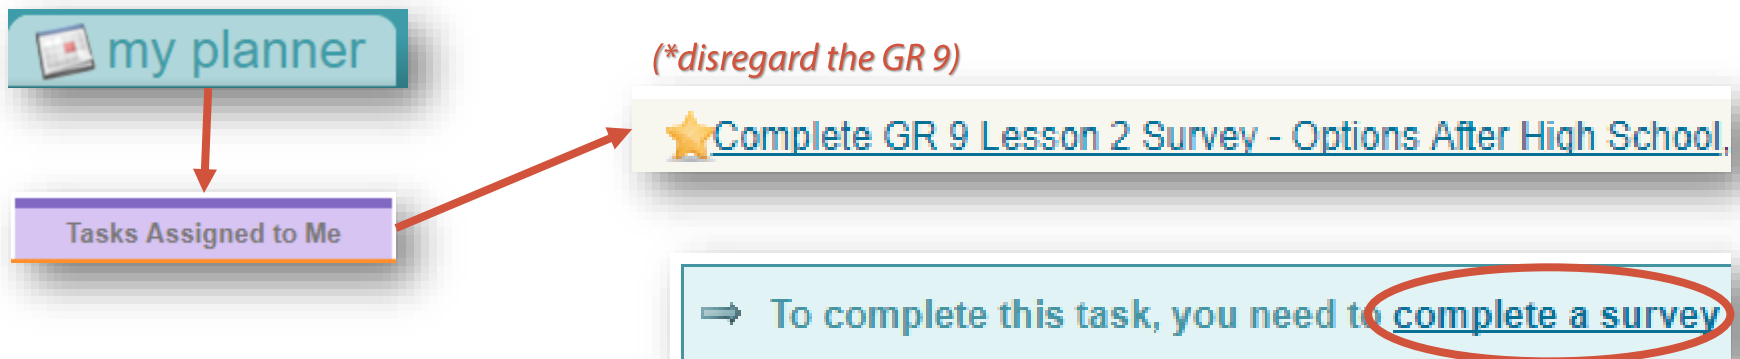 my planner
Tasks Assigned to Me
(*disregard the GR 9)
Complete GR 9 Lesson 2 Survey - Options After High School,
To complete this task, you need to complete a survey